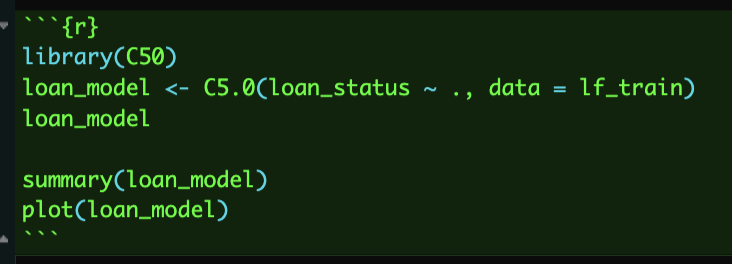 ```{r}
library(C50)
loan_model <- C5.0(loan_status ~ ., data = lf_train)
loan_model

summary(loan_model)
plot(loan_model)
```